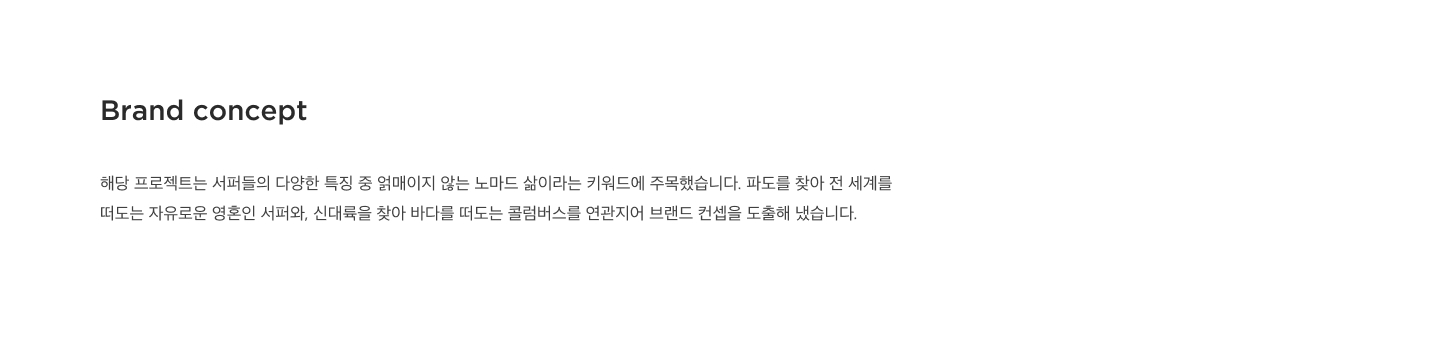 Brand concept
해당 프로젝트는 서퍼들의 다양한 특징 중 얽매이지 않는 노마드 삶이라는 키워드에 주목했습니다. 파도를 찾아 전 세계를
떠도는 자유로운 영혼인 서퍼와, 신대륙을 찾아 바다를 떠도는 콜럼버스를 연관지어 브랜드 컨셉을 도출해 냈습니다.